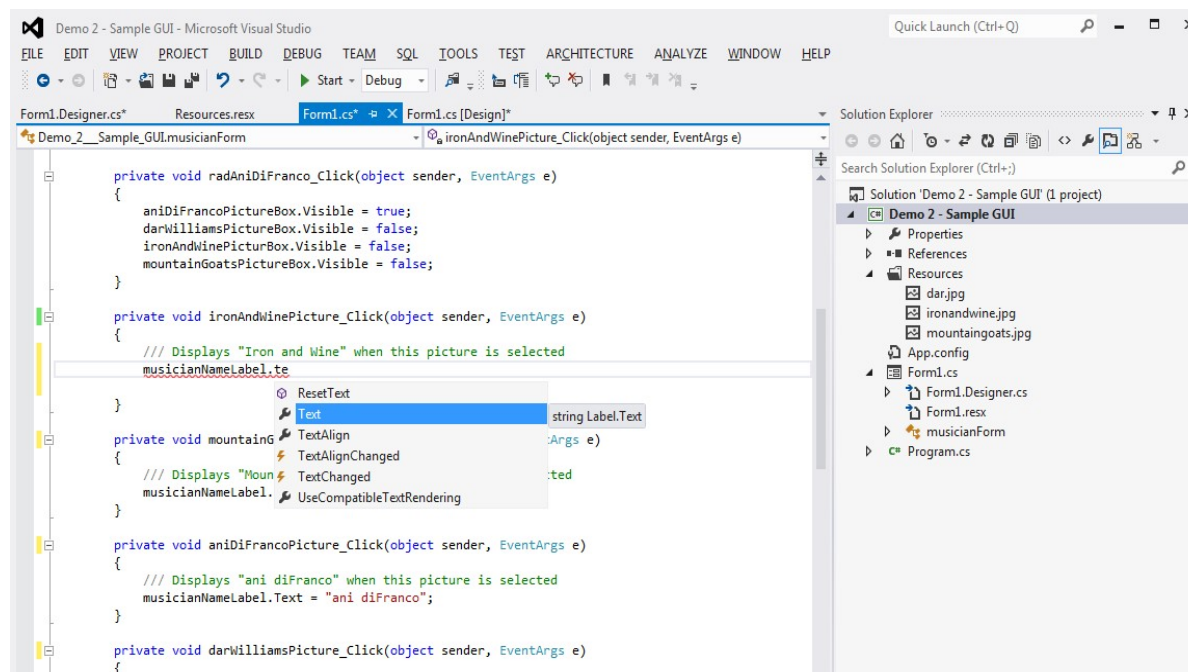 Demo 2 - Sample GUI - Microsoft Visual Studio
Quick Launch (Ctrl+Q)
FILE EDIT VIEW PROJECT BUILD DEBUG TEAM SQL TOOLS TEST ARCHITECTURE ANALYZE WINDOW HELP
Start Debug
Form1.Designer.cs* Resources.resx Form1.cs* Form1.cs [Design]*
Demo_2___Sample_GUI.musicianForm ironAndWinePicture_Click(object sender, EventArgs e)
private void radAniDiFranco_Click(object sender, EventArgs e)
{
aniDiFrancoPictureBox.Visible = true;
darWilliamsPictureBox.Visible = false;
ironAndWinePicturBox.Visible = false;
mountainGoatsPictureBox.Visible = false;
}
private void ironAndWinePicture_Click(object sender, EventArgs e)
{
/// Displays "Iron and Wine" when this picture is selected
musicianNameLabel.te
ResetText
Text
string Label.Text
TextAlign
TextAlignChanged
TextChanged
UseCompatibleTextRendering
}
private void mountainG :Args e)
{
/// Displays "Moun ted
musicianNameLabel.
}
private void aniDiFrancoPicture_Click(object sender, EventArgs e)
{
/// Displays "ani diFranco" when this picture is selected
musicianNameLabel.Text = "ani diFranco";
}
private void darWilliamsPicture_Click(object sender, EventArgs e)
{
Solution Explorer
Search Solution Explorer (Ctrl+;)
Solution 'Demo 2 - Sample GUI' (1 project)
C# Demo 2 - Sample GUI
Properties
References
Resources
dar.jpg
ironandwine.jpg
mountaingoats.jpg
App.config
Form1.cs
Form1.Designer.cs
Form1.resx
musicianForm
C# Program.cs